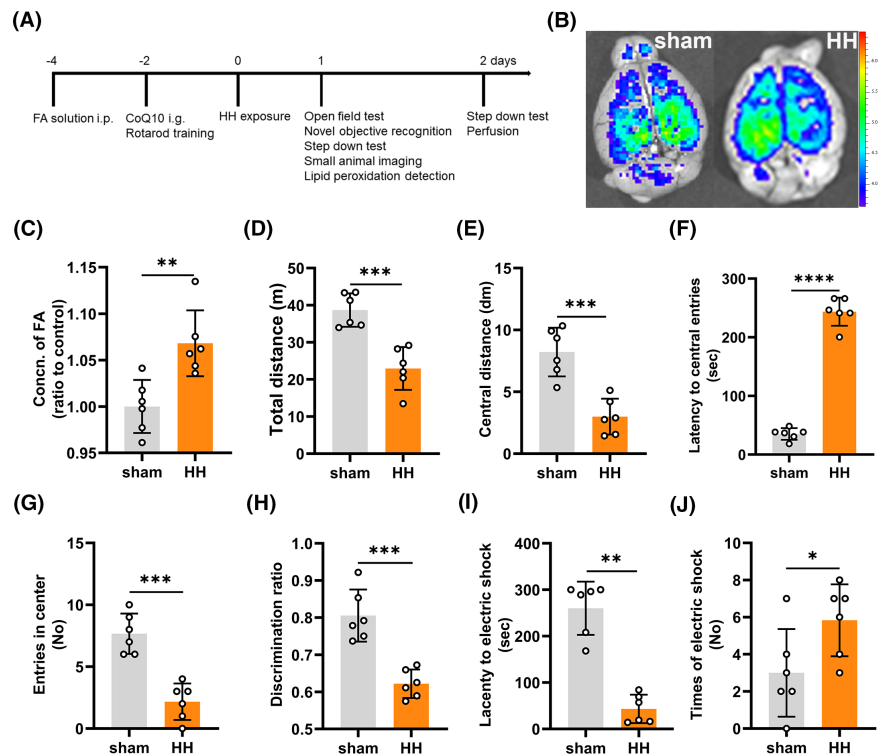 (A)
-4 -2 0 1 2 days
FA solution i.p. CoQ10 i.g. HH exposure Open field test Step down test
Rotarod training Novel objective recognition Perfusion
Step down test
Small animal imaging
Lipid peroxidation detection
(B)
sham HH
(C)
**
1.15
1.10
1.05
1.00
0.95
Concn. of FA
(ratio to control)
sham HH
(D)
***
50
40
30
20
10
0
Total distance (m)
sham HH
(E)
***
15
10
5
0
Central distance (dm)
sham HH
(F)
****
300
200
100
0
Latency to central entries
(sec)
sham HH
(G)
***
15
10
5
0
Entries in center
(No)
sham HH
(H)
***
1.0
0.9
0.8
0.7
0.6
0.5
Discrimination ratio
sham HH
(I)
**
400
300
200
100
0
Lacenty to electric shock
(sec)
sham HH
(J)
*
10
8
6
4
2
0
Times of electric shock
(No)
sham HH